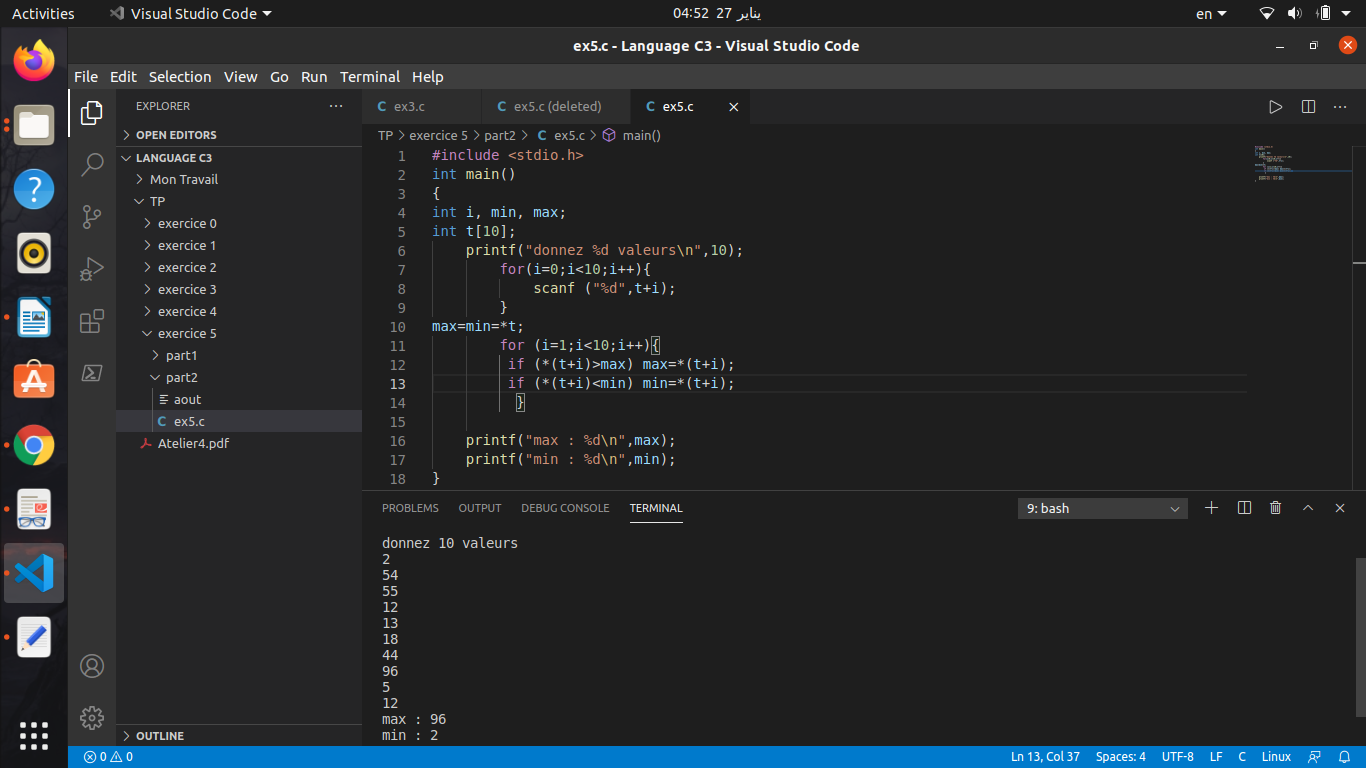 Activities
Visual Studio Code
04:52 27 يناير
en
ex5.c - Language C3 - Visual Studio Code
File Edit Selection View Go Run Terminal Help
EXPLORER
OPEN EDITORS
LANGUAGE C3
Mon Travail
TP
exercice 0
exercice 1
exercice 2
exercice 3
exercice 4
exercice 5
part1
part2
aout
C ex5.c
Atelier4.pdf
OUTLINE
C ex3.c
C ex5.c (deleted)
C ex5.c
TP > exercice 5 > part2 > C ex5.c > main()
1 #include <stdio.h>
2 int main()
3 {
4 int i, min, max;
5 int t[10];
6 printf("donnez %d valeurs\n",10);
7 for(i=0;i<10;i++){
8 scanf ("%d",t+i);
9 }
10 max=min=*t;
11 for (i=1;i<10;i++){
12 if (*(t+i)>max) max=*(t+i);
13 if (*(t+i)<min) min=*(t+i);
14 }
15
16 printf("max : %d\n",max);
17 printf("min : %d\n",min);
18 }
PROBLEMS OUTPUT DEBUG CONSOLE TERMINAL
9: bash
donnez 10 valeurs
2
54
55
12
13
18
44
96
5
12
max : 96
min : 2
0 0
Ln 13, Col 37 Spaces: 4 UTF-8 LF C Linux